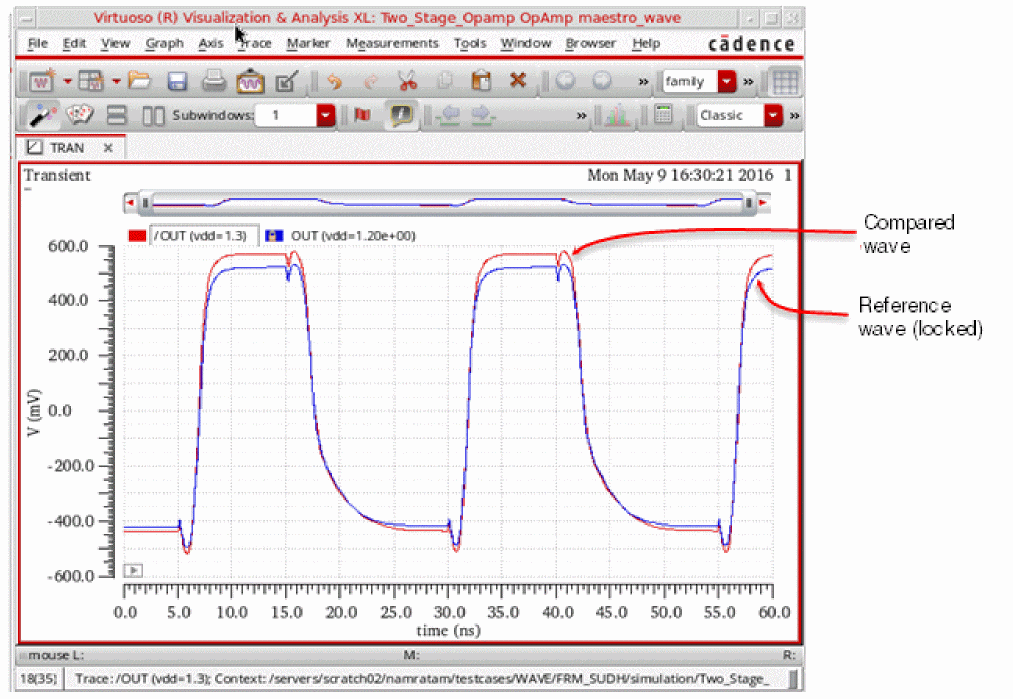 Virtuoso (R) Visualization & Analysis XL: Two_Stage_Opamp OpAmp maestro_wave
File Edit View Graph Axis Trace Marker Measurements Tools Window Browser Help cādence
» family »
Subwindows: 1 » Classic »
TRAN
Transient Mon May 9 16:30:21 2016 1
/OUT (vdd=1.3) OUT (vdd=1.20e+00)
Compared
wave
Reference
wave (locked)
600.0
400.0
200.0
0.0
-200.0
-400.0
-600.0
V (mV)
0.0 5.0 10.0 15.0 20.0 25.0 30.0 35.0 40.0 45.0 50.0 55.0 60.0
time (ns)
mouse L: M: R:
18(35) Trace: /OUT (vdd=1.3); Context: /servers/scratch02/namratam/testcases/WAVE/FRM_SUDH/simulation/Two_Stage_